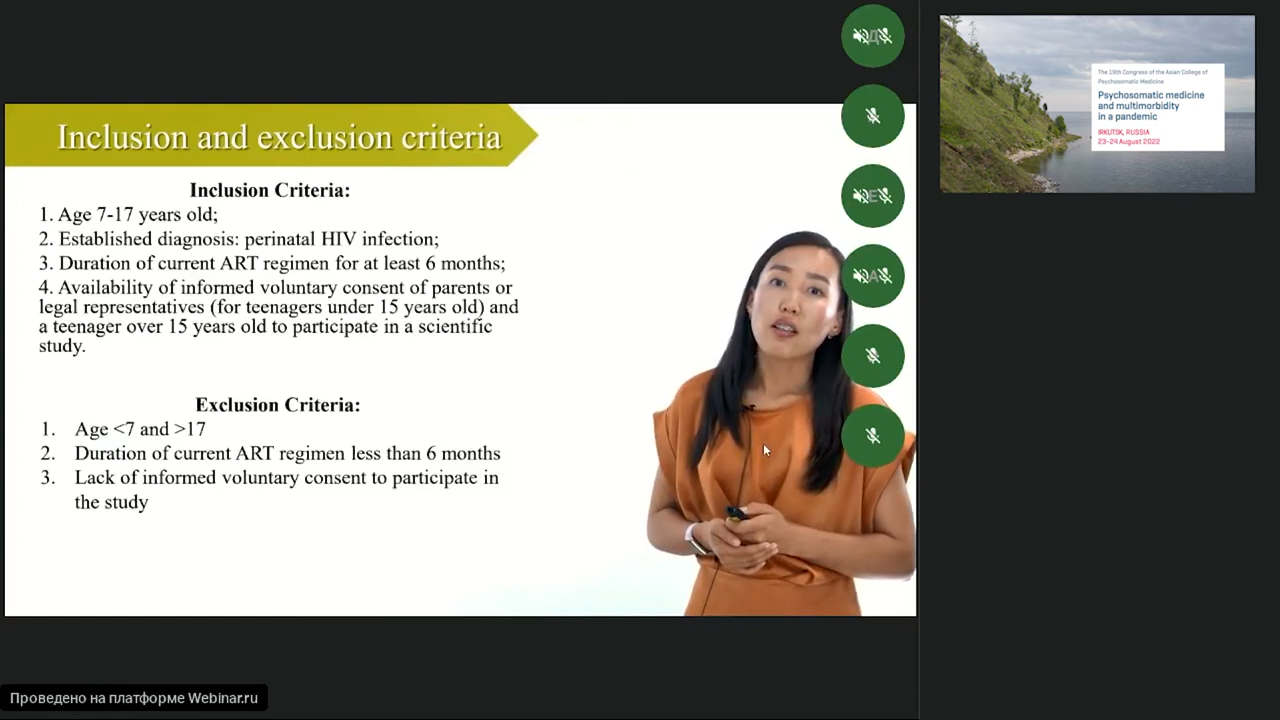 Inclusion and exclusion criteria
Inclusion Criteria:
1. Age 7-17 years old;
2. Established diagnosis: perinatal HIV infection;
3. Duration of current ART regimen for at least 6 months;
4. Availability of informed voluntary consent of parents or
legal representatives (for teenagers under 15 years old) and
a teenager over 15 years old to participate in a scientific
study.
Exclusion Criteria:
1. Age <7 and >17
2. Duration of current ART regimen less than 6 months
3. Lack of informed voluntary consent to participate in
the study
The 19th Congress of the Asian College of
Psychosomatic Medicine
Psychosomatic medicine
and multimorbidity
in a pandemic
IRKUTSK, RUSSIA
23-24 August 2022
Проведено на платформе Webinar.ru